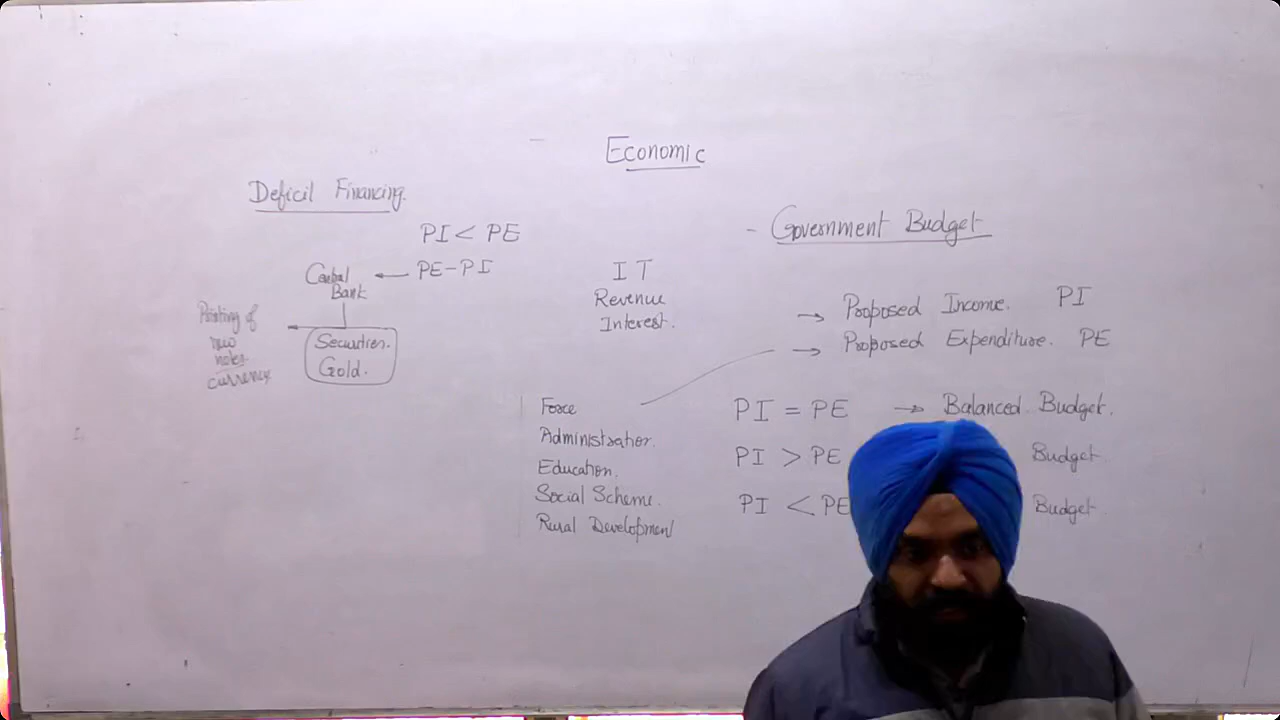 Economic
Deficit Financing.
PI < PE
PE-PI
Central
Bank
Printing of
new
notes
currency
Securities.
Gold.
IT
Revenue
Interest.
- Government Budget
→ Proposed Income. PI
→ Proposed Expenditure. PE
Force
Administration.
Education.
Social Scheme.
Rural Development
PI = PE → Balanced Budget.
PI > PE Budget
PI < PE Budget